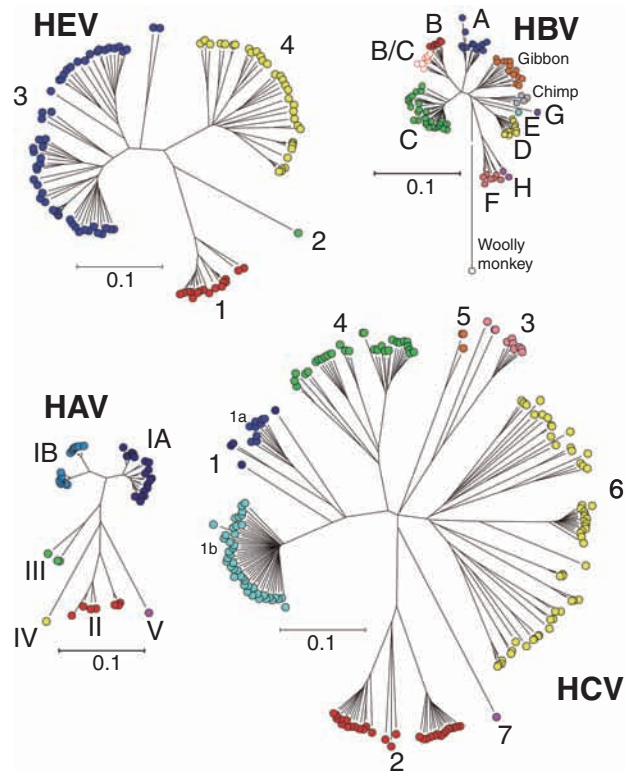 HEV
3
4
2
1
0.1
HBV
B
A
B/C
Gibbon
Chimp
G
E
D
C
H
F
0.1
Woolly
monkey
HAV
IB
IA
III
IV
II
V
0.1
4
5
3
1a
1
1b
6
0.1
2
7
HCV